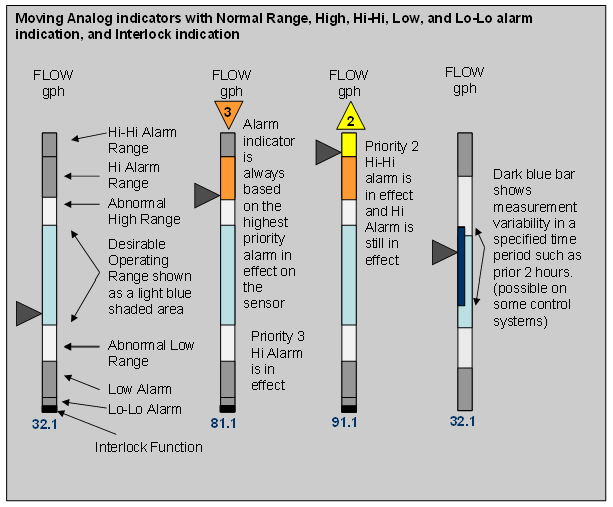 Moving Analog indicators with Normal Range, High, Hi-Hi, Low, and Lo-Lo alarm
indication, and Interlock indication
FLOW
gph
Hi-Hi Alarm
Range
Hi Alarm
Range
Abnormal
High Range
Desirable
Operating
Range shown
as a light blue
shaded area
Abnormal Low
Range
Low Alarm
Lo-Lo Alarm
32.1
Interlock Function
FLOW
gph
3
Alarm
indicator
is
always
based
on the
highest
priority
alarm in
effect on
the
sensor
Priority 3
Hi Alarm
is in
effect
81.1
FLOW
gph
2
Priority 2
Hi-Hi
alarm is
in effect
and Hi
Alarm is
still in
effect
91.1
FLOW
gph
Dark blue bar
shows
measurement
variability in a
specified time
period such as
prior 2 hours.
(possible on
some control
systems)
32.1